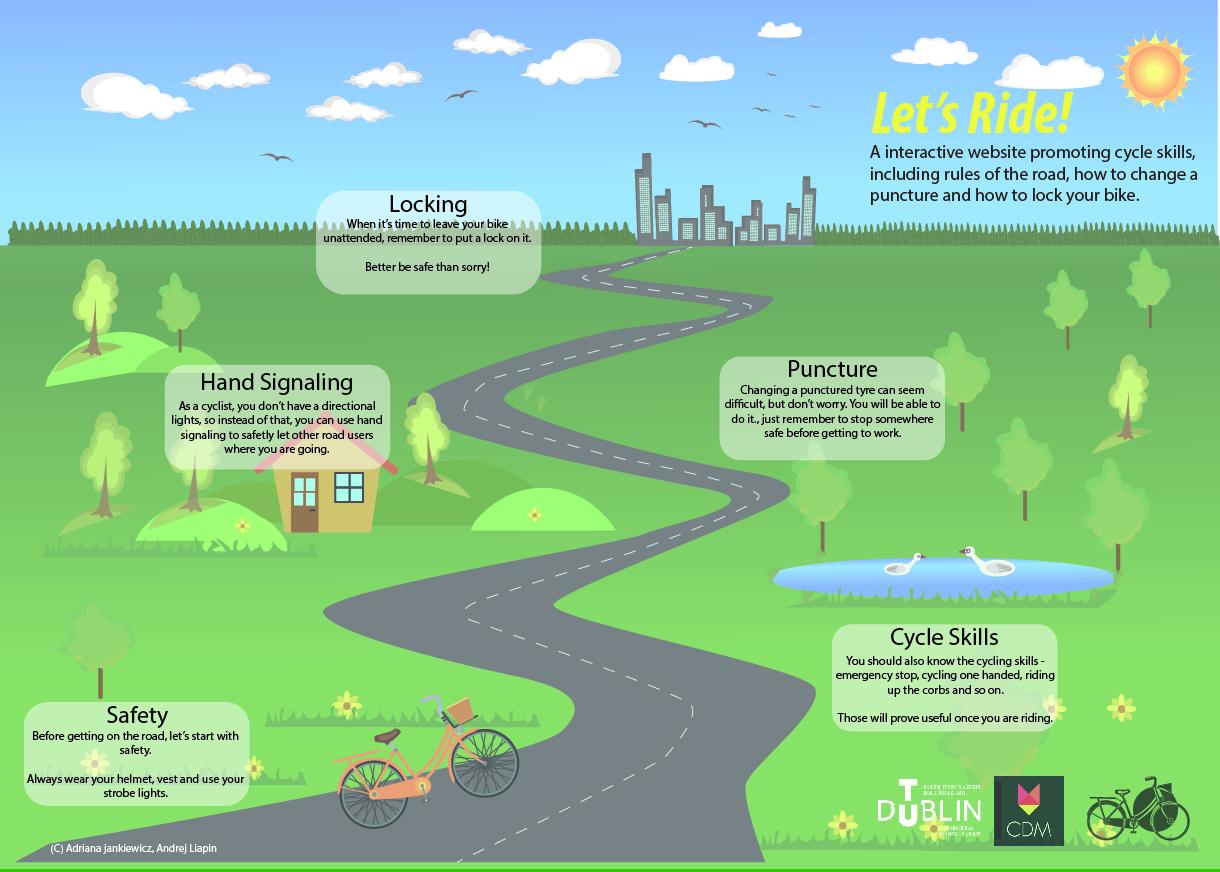 Let's Ride!
A interactive website promoting cycle skills,
including rules of the road, how to change a
puncture and how to lock your bike.
Locking
When it's time to leave your bike
unattended, remember to put a lock on it.
Better be safe than sorry!
Hand Signaling
As a cyclist, you don't have a directional
lights, so instead of that, you can use hand
signaling to safetly let other road users
where you are going.
Puncture
Changing a punctured tyre can seem
difficult, but don't worry. You will be able to
do it., just remember to stop somewhere
safe before getting to work.
Cycle Skills
You should also know the cycling skills -
emergency stop, cycling one handed, riding
up the corbs and so on.
Those will prove useful once you are riding.
Safety
Before getting on the road, let's start with
safety.
Always wear your helmet, vest and use your
strobe lights.
TU
DUBLIN
CDM
(C) Adriana jankiewicz, Andrej Liapin